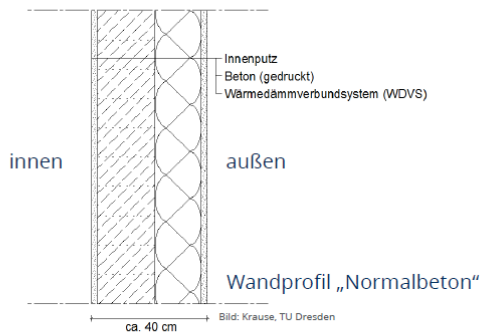 Innenputz
Beton (gedruckt)
Wärmedämmverbundsystem (WDVS)
innen
außen
Wandprofil „Normalbeton“
Bild: Krause, TU Dresden
ca. 40 cm